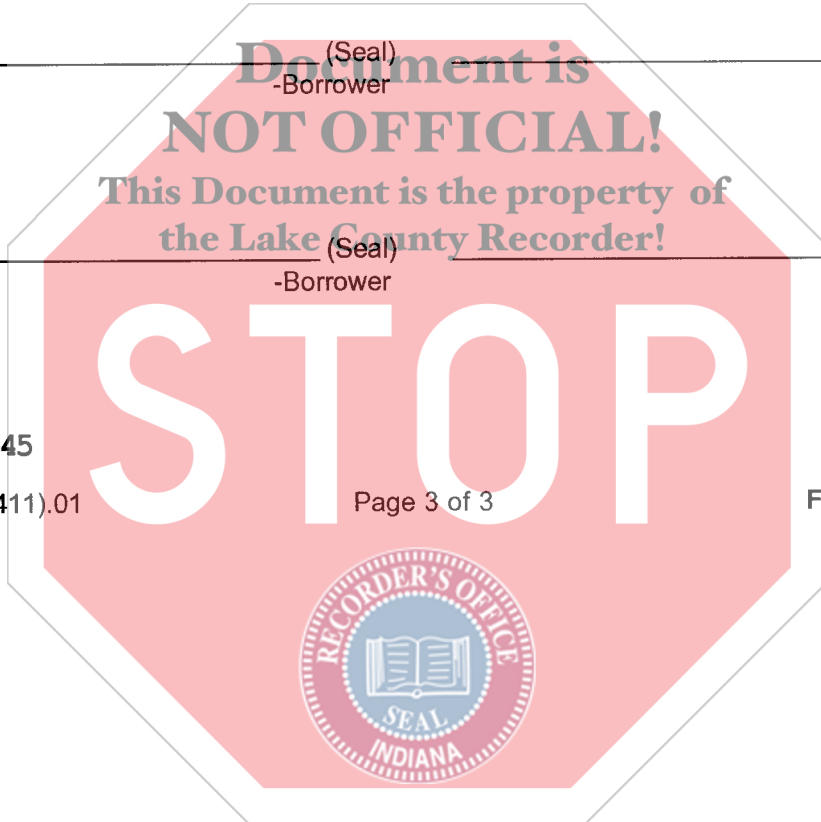 (Seal)
Document is
-Borrower
NOT OFFICIAL!
This Document is the property of
the Lake County Recorder!
(Seal)
-Borrower
STOP
45
411).01
Page 3 of 3
F
RECORDER'S OFFICE
SEAL
INDIANA